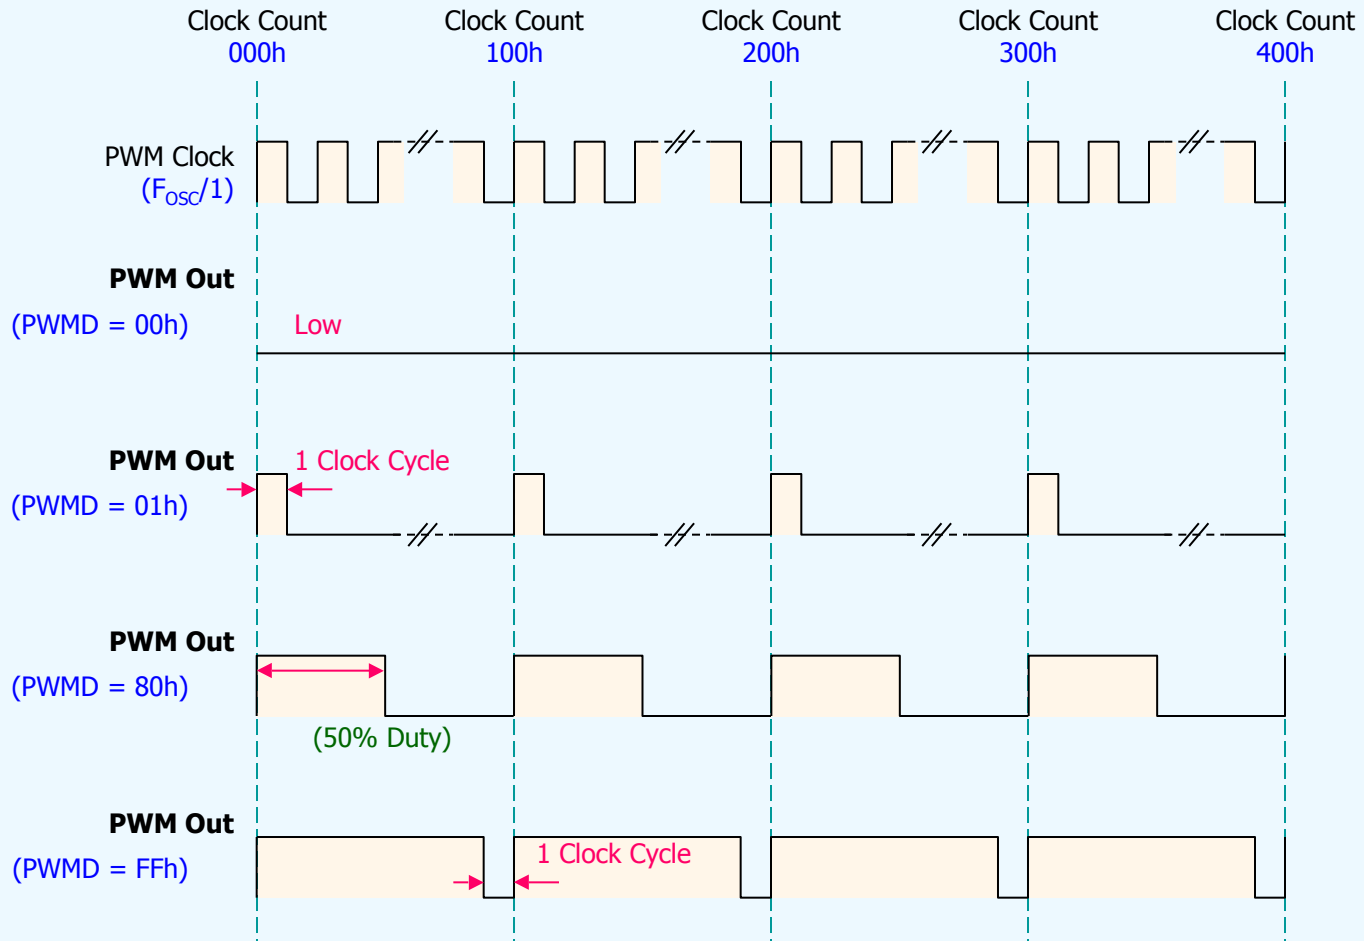 Clock Count Clock Count Clock Count Clock Count Clock Count
000h 100h 200h 300h 400h
PWM Clock
(FOSC/1)
PWM Out
(PWMD = 00h) Low
PWM Out 1 Clock Cycle
(PWMD = 01h)
PWM Out
(PWMD = 80h)
(50% Duty)
PWM Out
(PWMD = FFh) 1 Clock Cycle